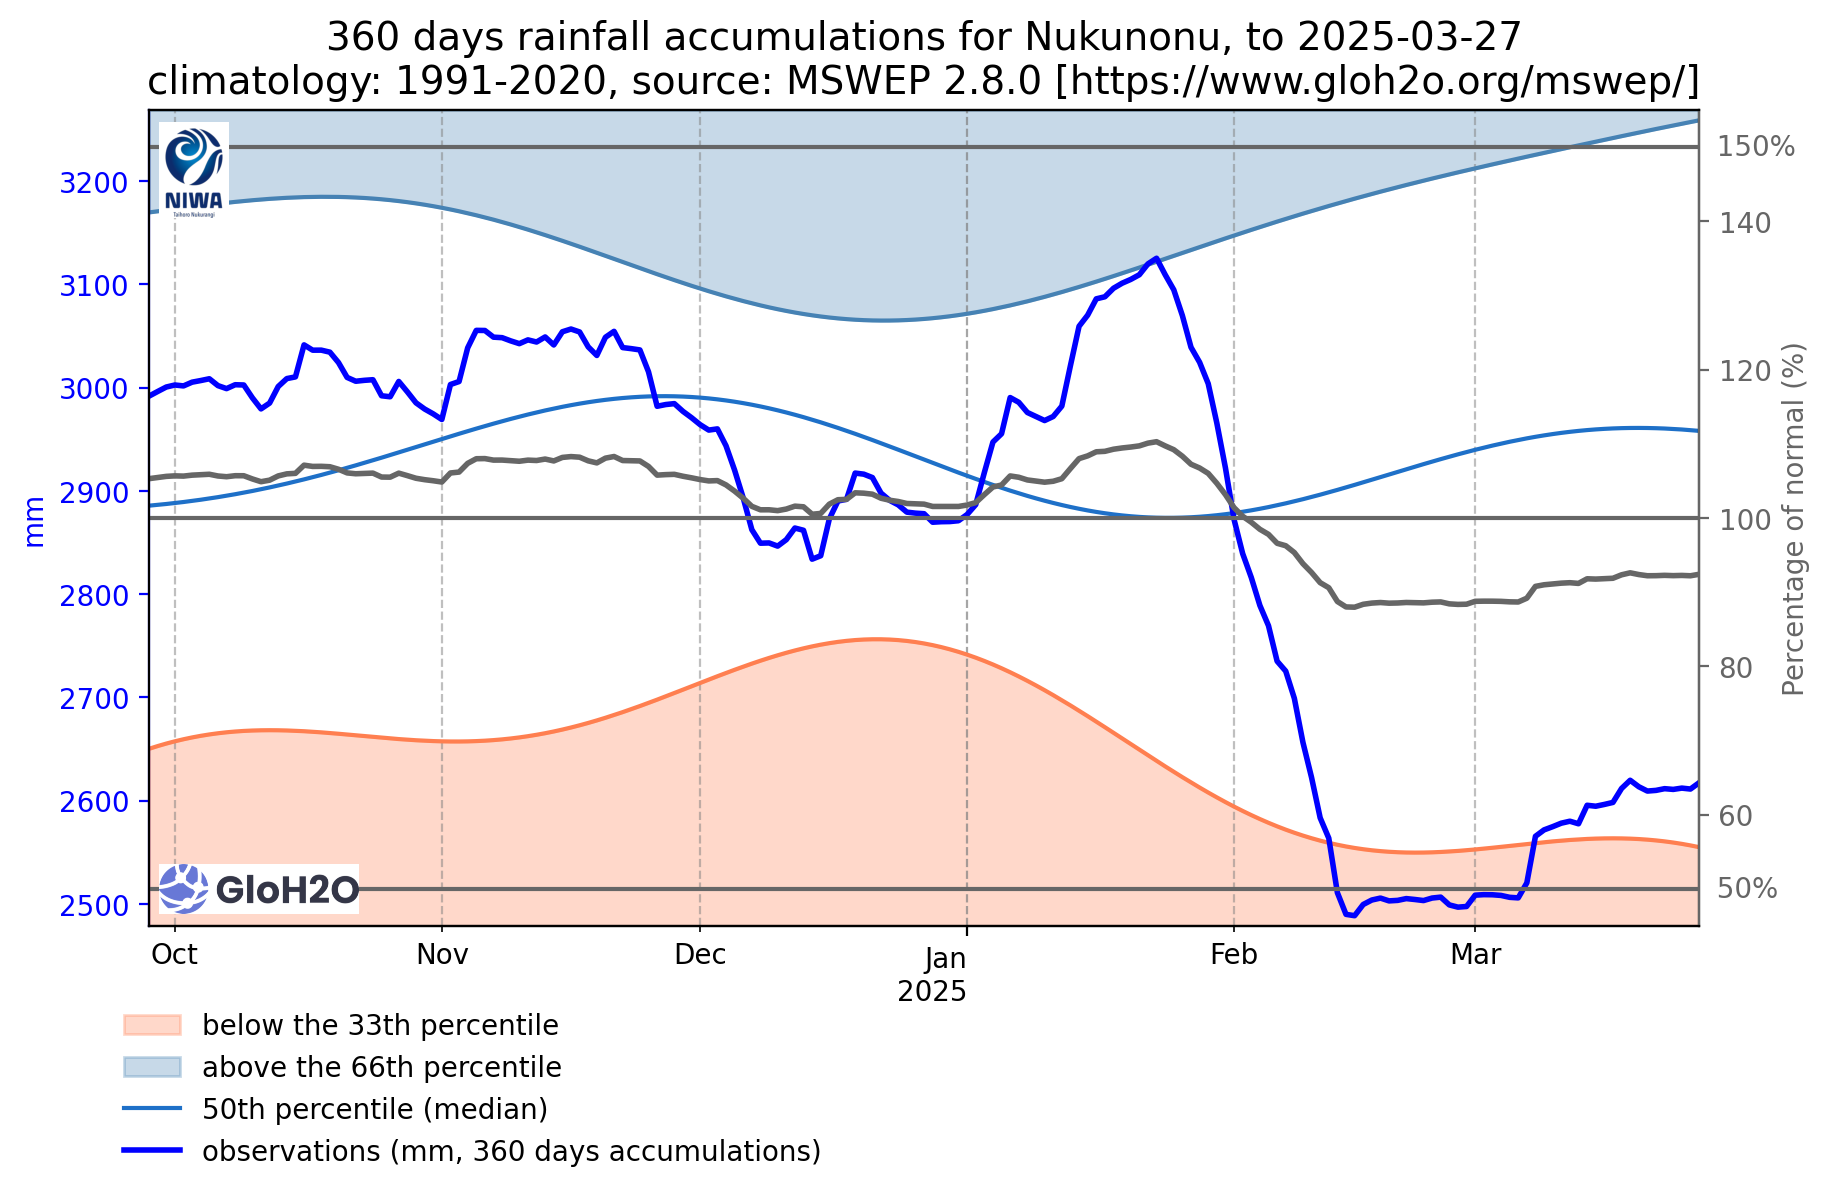 360 days rainfall accumulations for Nukunonu, to 2025-03-27
climatology: 1991-2020, source: MSWEP 2.8.0 [https://www.gloh2o.org/mswep/]
NIWA
Taihoro Nukurangi
3200
3100
3000
2900
2800
2700
2600
2500
mm
150%
140
120
100
80
60
50%
Percentage of normal (%)
GloH2O
Oct
Nov
Dec
Jan
2025
Feb
Mar
below the 33th percentile
above the 66th percentile
50th percentile (median)
observations (mm, 360 days accumulations)